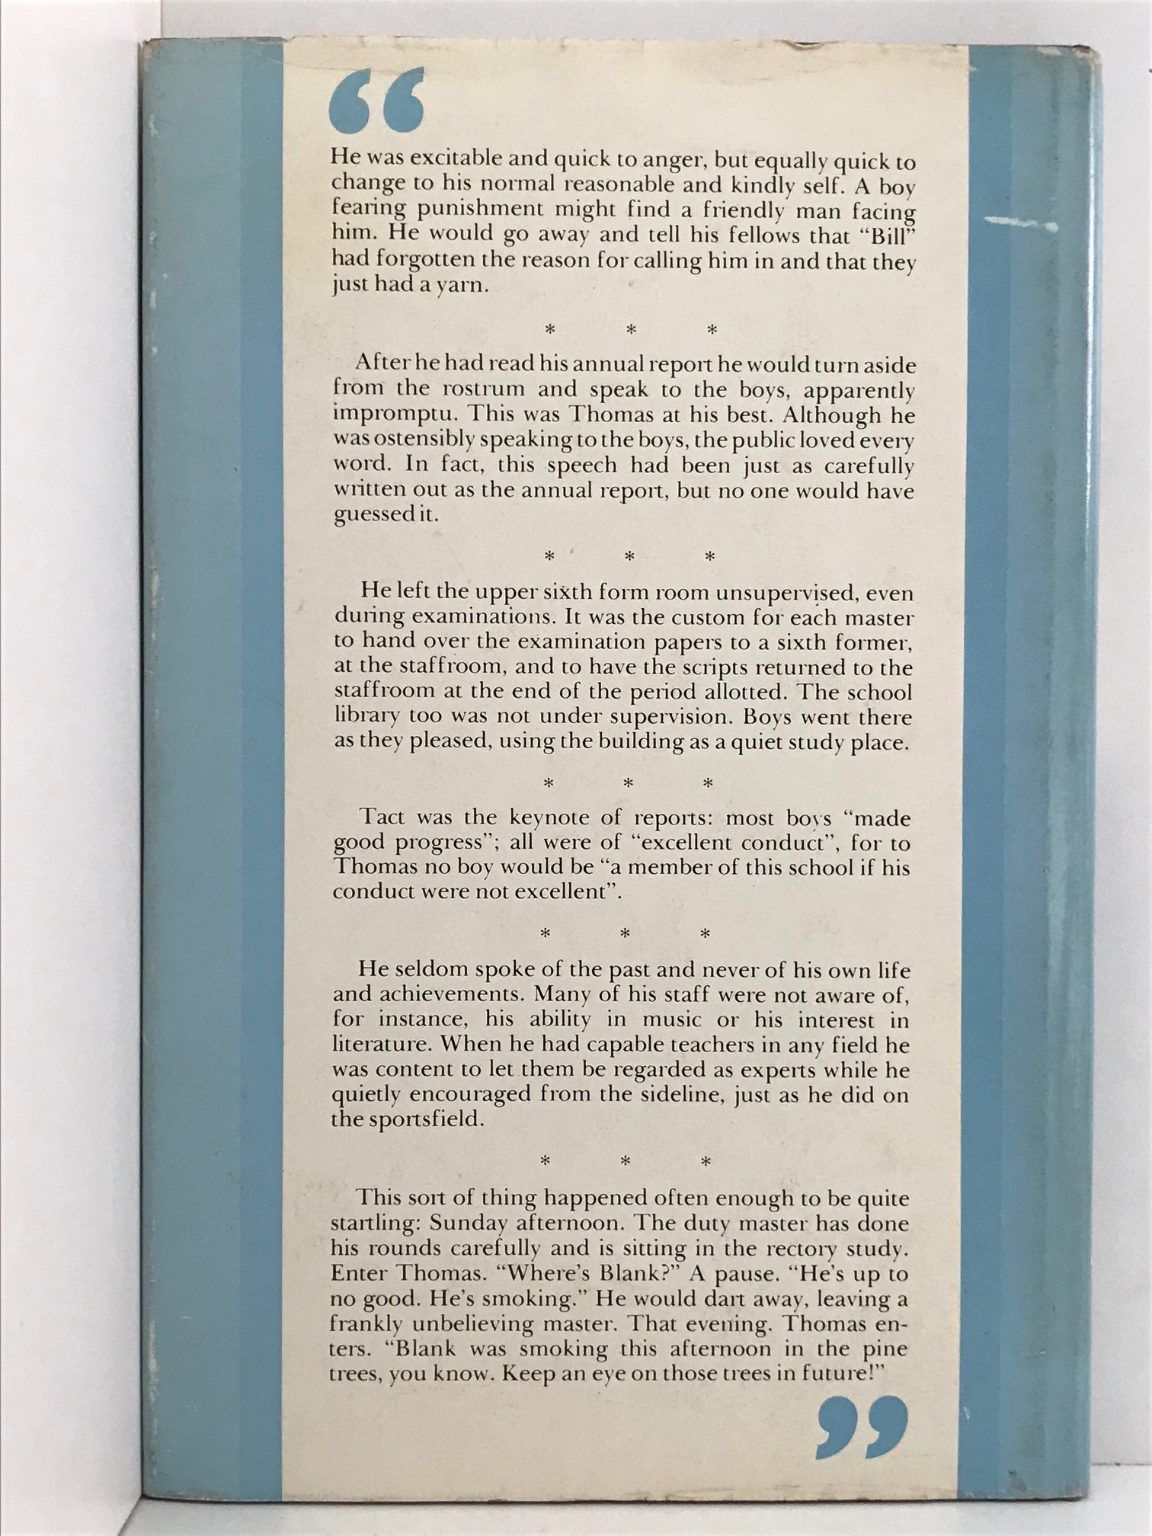 “
He was excitable and quick to anger, but equally quick to
change to his normal reasonable and kindly self. A boy
fearing punishment might find a friendly man facing
him. He would go away and tell his fellows that “Bill”
had forgotten the reason for calling him in and that they
just had a yarn.
* * *
After he had read his annual report he would turn aside
from the rostrum and speak to the boys, apparently
impromptu. This was Thomas at his best. Although he
was ostensibly speaking to the boys, the public loved every
word. In fact, this speech had been just as carefully
written out as the annual report, but no one would have
guessed it.
* * *
He left the upper sixth form room unsupervised, even
during examinations. It was the custom for each master
to hand over the examination papers to a sixth former,
at the staffroom, and to have the scripts returned to the
staffroom at the end of the period allotted. The school
library too was not under supervision. Boys went there
as they pleased, using the building as a quiet study place.
* * *
Tact was the keynote of reports: most boys “made
good progress”; all were of “excellent conduct”, for to
Thomas no boy would be “a member of this school if his
conduct were not excellent”.
* * *
He seldom spoke of the past and never of his own life
and achievements. Many of his staff were not aware of,
for instance, his ability in music or his interest in
literature. When he had capable teachers in any field he
was content to let them be regarded as experts while he
quietly encouraged from the sideline, just as he did on
the sportsfield.
* * *
This sort of thing happened often enough to be quite
startling: Sunday afternoon. The duty master has done
his rounds carefully and is sitting in the rectory study.
Enter Thomas. “Where’s Blank?” A pause. “He’s up to
no good. He’s smoking.” He would dart away, leaving a
frankly unbelieving master. That evening. Thomas en-
ters. “Blank was smoking this afternoon in the pine
trees, you know. Keep an eye on those trees in future!”
”